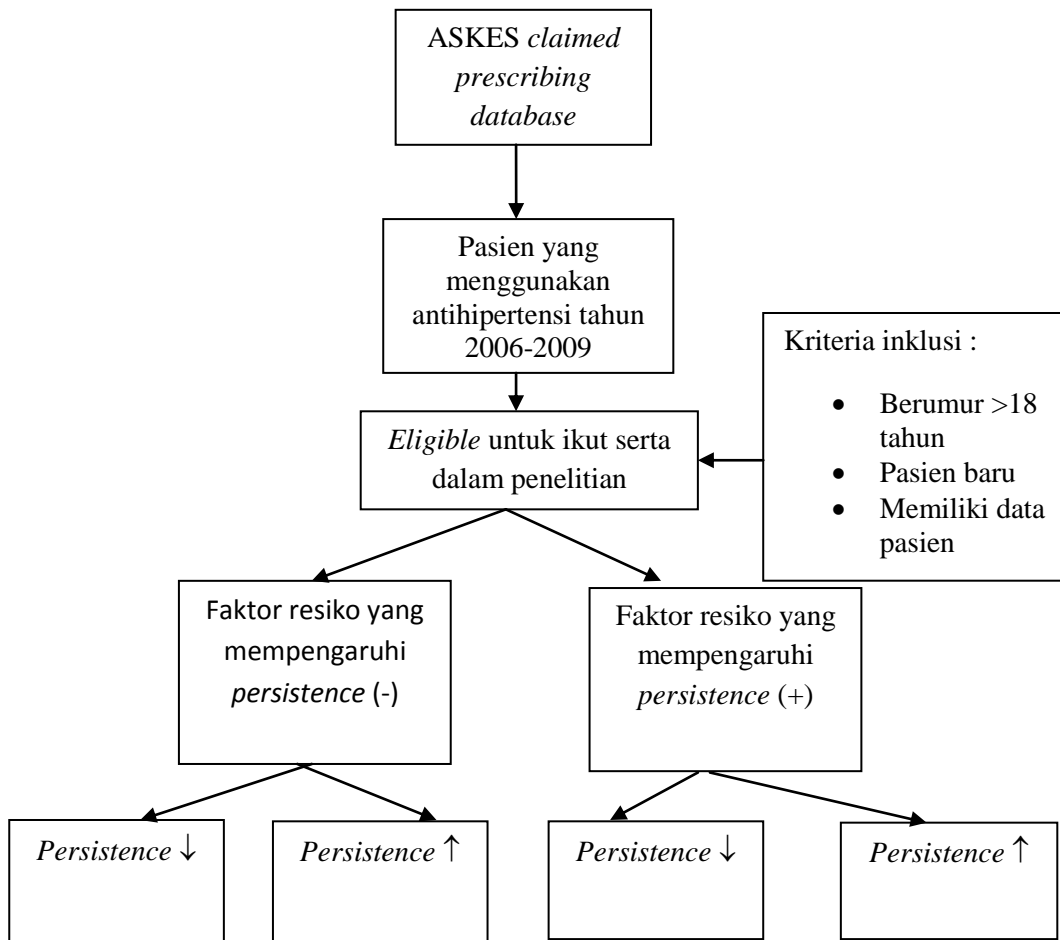 ASKES claimed
prescribing
database
Pasien yang
menggunakan
antihipertensi tahun
2006-2009
Kriteria inklusi :
• Berumur >18
tahun
• Pasien baru
• Memiliki data
pasien
Eligible untuk ikut serta
dalam penelitian
Faktor resiko yang
mempengaruhi
persistence (-)
Faktor resiko yang
mempengaruhi
persistence (+)
Persistence ↓
Persistence ↑
Persistence ↓
Persistence ↑